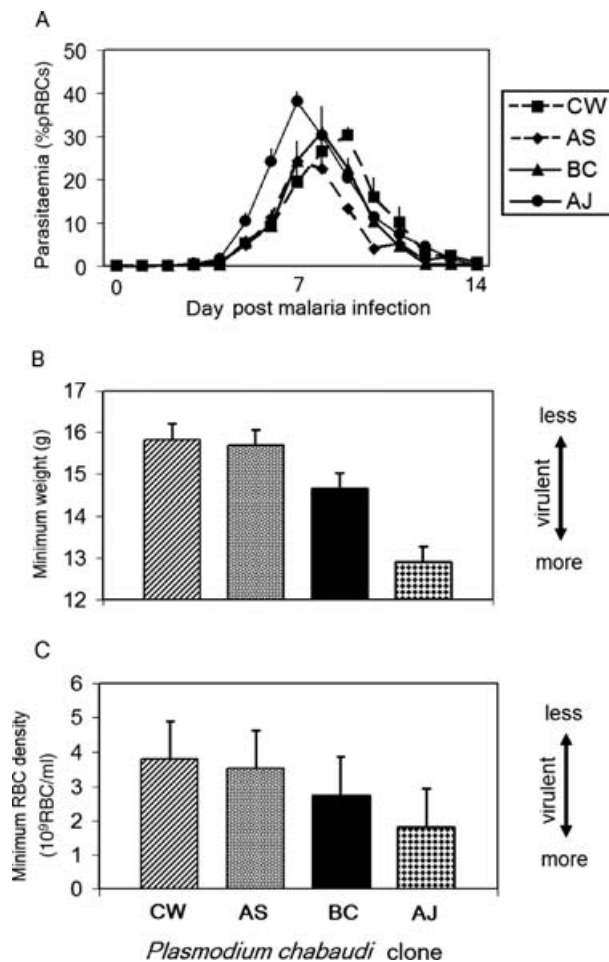 A
Parasitaemia (%pRBCs)
50
40
30
20
10
0
0
7
14
Day post malaria infection
CW
AS
BC
AJ
B
Minimum weight (g)
17
16
15
14
13
12
less
virulent
more
C
Minimum RBC density
(10⁹RBC/ml)
6
5
4
3
2
1
0
less
virulent
more
CW
AS
BC
AJ
Plasmodium chabaudi clone